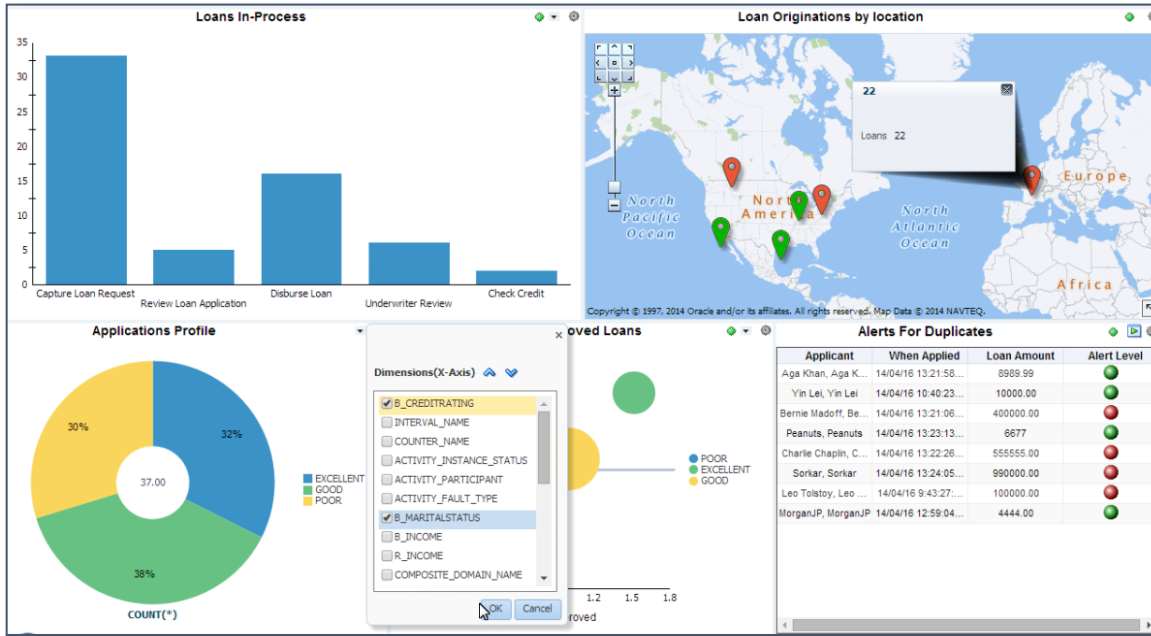 Loans In-Process
35
30
25
20
15
10
5
0
Capture Loan Request
Review Loan Application
Disburse Loan
Underwriter Review
Check Credit
Loan Originations by location
22
Loans 22
North
Pacific
Ocean
North
America
North
Atlantic
Ocean
Europe
Africa
Copyright © 1997, 2014 Oracle and/or its affiliates. All rights reserved. Map Data © 2014 NAVTEQ.
Applications Profile
30%
32%
38%
37.00
COUNT(*)
EXCELLENT
GOOD
POOR
Dimensions(X-Axis)
B_CREDITRATING
INTERVAL_NAME
COUNTER_NAME
ACTIVITY_INSTANCE_STATUS
ACTIVITY_PARTICIPANT
ACTIVITY_FAULT_TYPE
B_MARITALSTATUS
B_INCOME
R_INCOME
COMPOSITE_DOMAIN_NAME
OK Cancel
oved Loans
POOR
EXCELLENT
GOOD
1.2 1.5 1.8
roved
Alerts For Duplicates
Applicant When Applied Loan Amount Alert Level
Aga Khan, Aga K... 14/04/16 13:21:58... 8989.99
Yin Lei, Yin Lei 14/04/16 10:40:23... 10000.00
Bernie Madoff, Be... 14/04/16 13:21:06... 400000.00
Peanuts, Peanuts 14/04/16 13:23:13... 6677
Charlie Chaplin, C... 14/04/16 13:22:26... 555555.00
Sorkar, Sorkar 14/04/16 13:24:05... 990000.00
Leo Tolstoy, Leo ... 14/04/16 9:43:27:... 100000.00
MorganJP, MorganJP 14/04/16 12:59:04... 4444.00